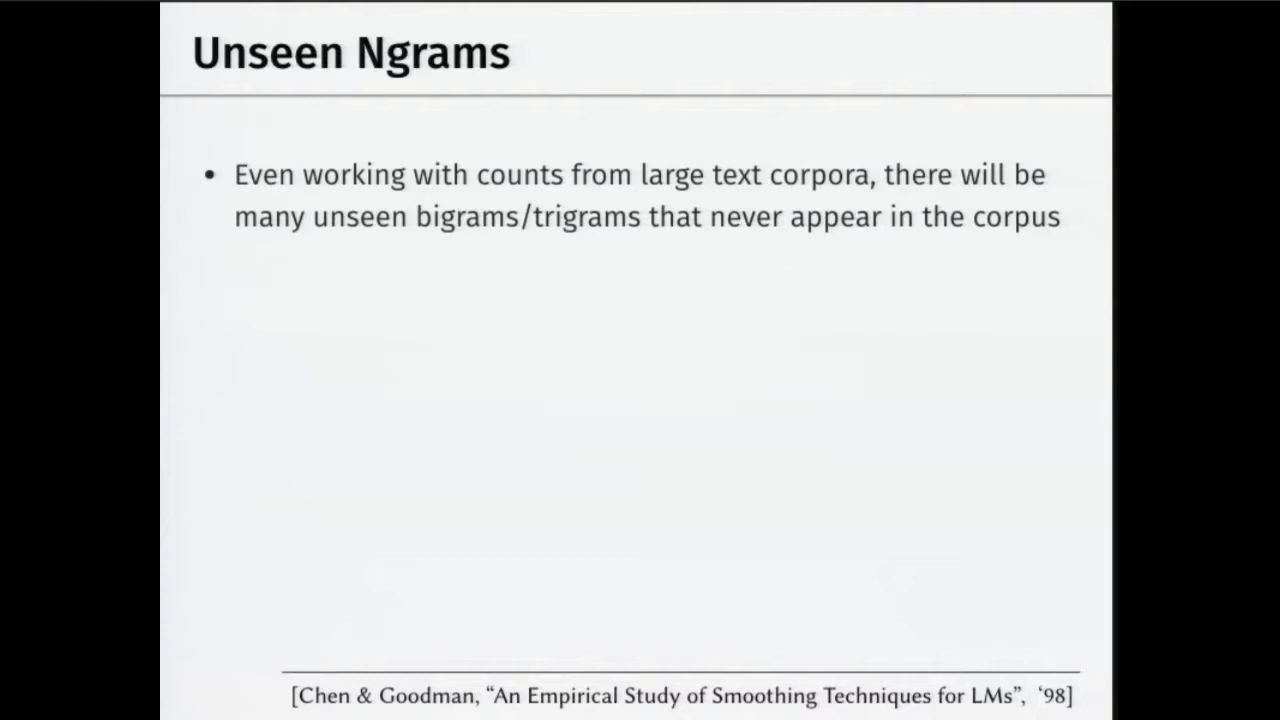 Unseen Ngrams
• Even working with counts from large text corpora, there will be
many unseen bigrams/trigrams that never appear in the corpus
[Chen & Goodman, “An Empirical Study of Smoothing Techniques for LMs”, ‘98]